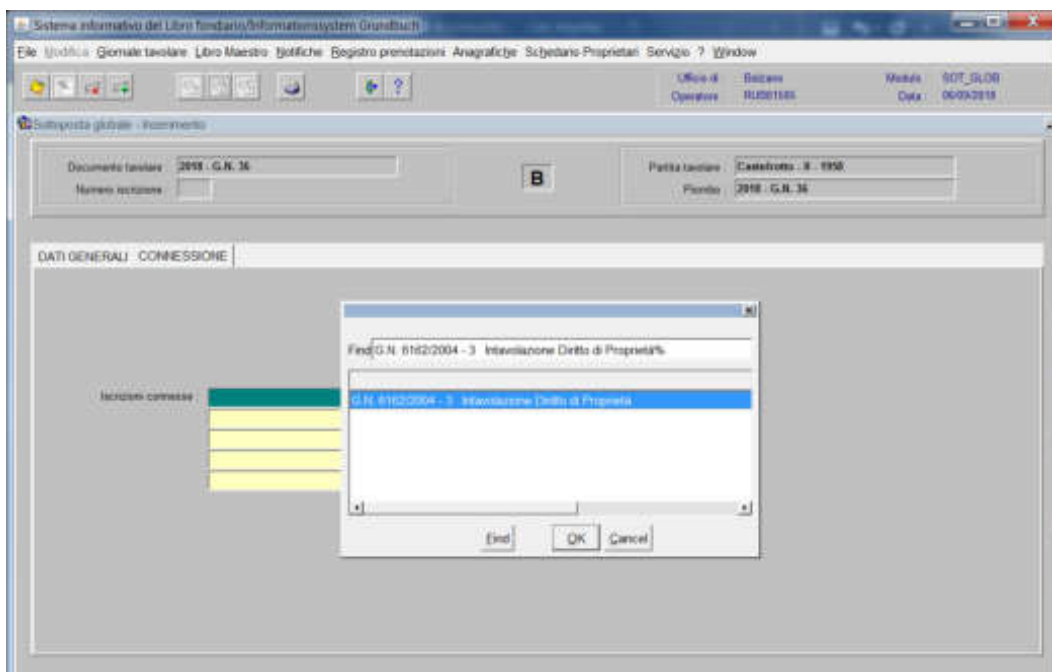 Sistema informativo del Libro fondiario/Informationssystem Grundbuch
File Modifica Giornale tavolare Libro Maestro Notifiche Registro prenotazioni Anagrafiche Schedario Proprietari Servizio ? Window
Ufficio di Bolzano Modulo SOT_GLOB
Operatore Data 06/09/2018
Sottoposta globale - Inserimento
Documento tavolare 2018 - G.N. 36 B Partita tavolare Castelrotto - II - 1958
Numero iscrizione Piombo 2018 - G.N. 36
DATI GENERALI CONNESSIONE
Find G.N. 6162/2004 - 3 Intavolazione Diritto di Proprietà%
Iscrizioni connesse : G.N. 6162/2004 - 3 Intavolazione Diritto di Proprietà
Find OK Cancel